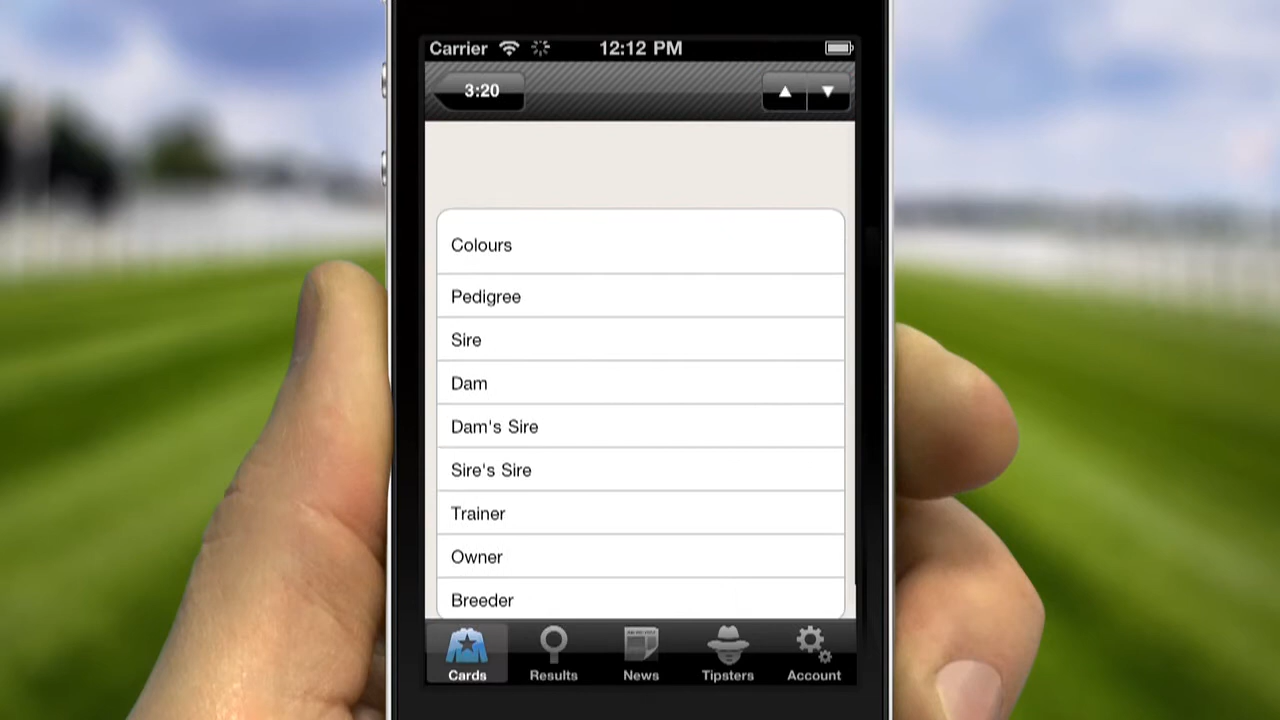 Carrier 12:12 PM
3:20
Colours
Pedigree
Sire
Dam
Dam's Sire
Sire's Sire
Trainer
Owner
Breeder
Cards Results News Tipsters Account